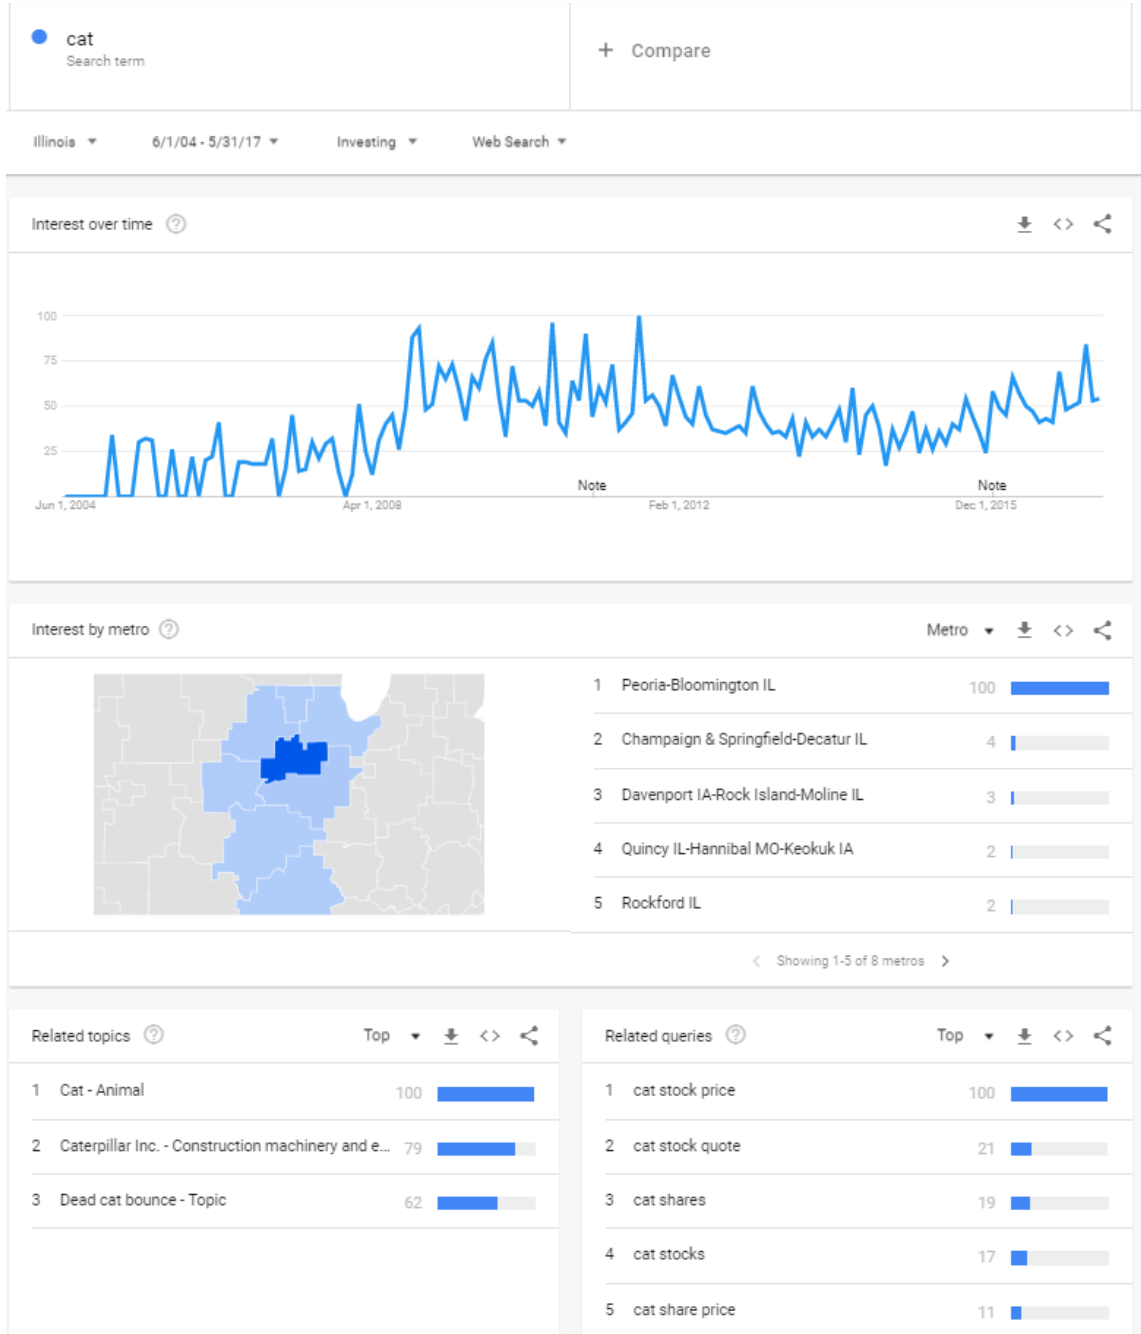 cat
Search term
+ Compare
Illinois
6/1/04 - 5/31/17
Investing
Web Search
Interest over time ?
100
75
50
25
Note
Note
Jun 1, 2004
Apr 1, 2008
Feb 1, 2012
Dec 1, 2015
Interest by metro ?
Metro
1 Peoria-Bloomington IL 100
2 Champaign & Springfield-Decatur IL 4
3 Davenport IA-Rock Island-Moline IL 3
4 Quincy IL-Hannibal MO-Keokuk IA 2
5 Rockford IL 2
Showing 1-5 of 8 metros
Related topics ?
Top
1 Cat - Animal 100
2 Caterpillar Inc. - Construction machinery and e... 79
3 Dead cat bounce - Topic 62
Related queries ?
Top
1 cat stock price 100
2 cat stock quote 21
3 cat shares 19
4 cat stocks 17
5 cat share price 11